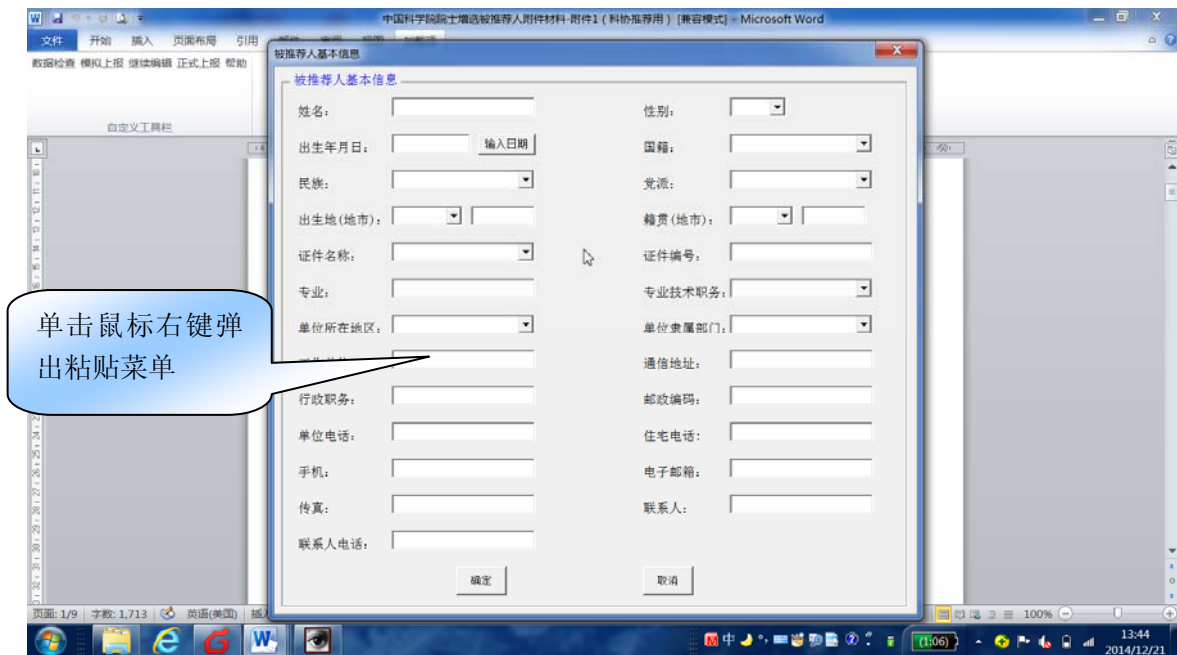 中国科学院院士增选被推荐人附件材料-附件1 ( 科协推荐用 ) [兼容模式] - Microsoft Word
文件 开始 插入 页面布局 引用
数据检查 模拟上报 继续编辑 正式上报 帮助
自定义工具栏
被推荐人基本信息
被推荐人基本信息
姓名: 性别:
出生年月日: 输入日期 国籍:
民族: 党派:
出生地(地市): 籍贯(地市):
证件名称: 证件编号:
专业: 专业技术职务:
单位所在地区: 单位隶属部门:
通信地址:
行政职务: 邮政编码:
单位电话: 住宅电话:
手机: 电子邮箱:
传真: 联系人:
联系人电话:
确定 取消
单击鼠标右键弹
出粘贴菜单
页面: 1/9 字数: 1,713 英语(美国) 100%
中 (1:06) 13:44
2014/12/21